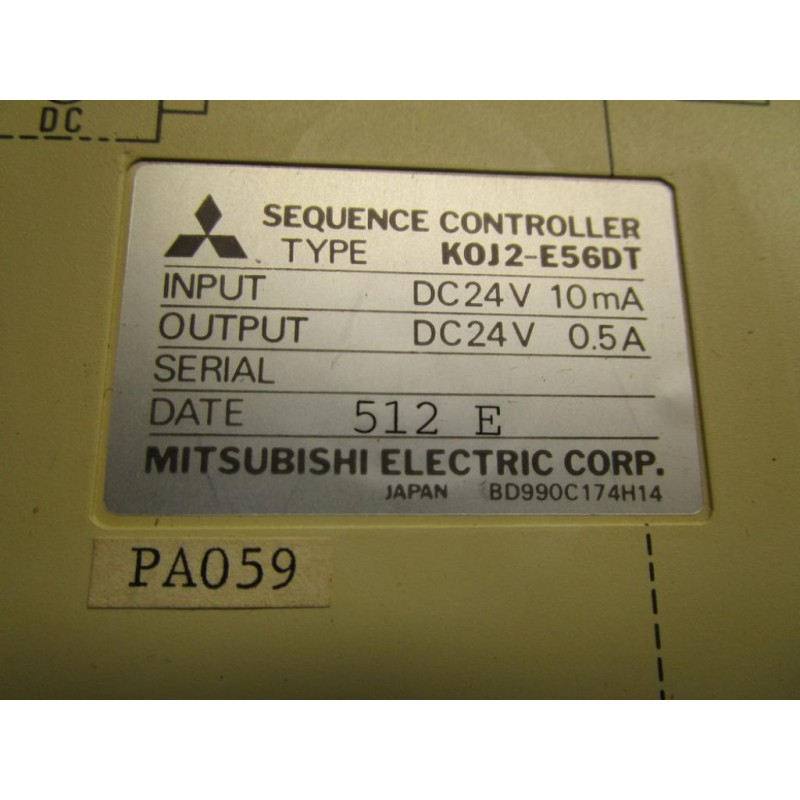 DC
SEQUENCE CONTROLLER
TYPE K0J2-E56DT
INPUT DC24V 10mA
OUTPUT DC24V 0.5A
SERIAL
DATE 512 E
MITSUBISHI ELECTRIC CORP.
JAPAN BD990C174H14
PA059